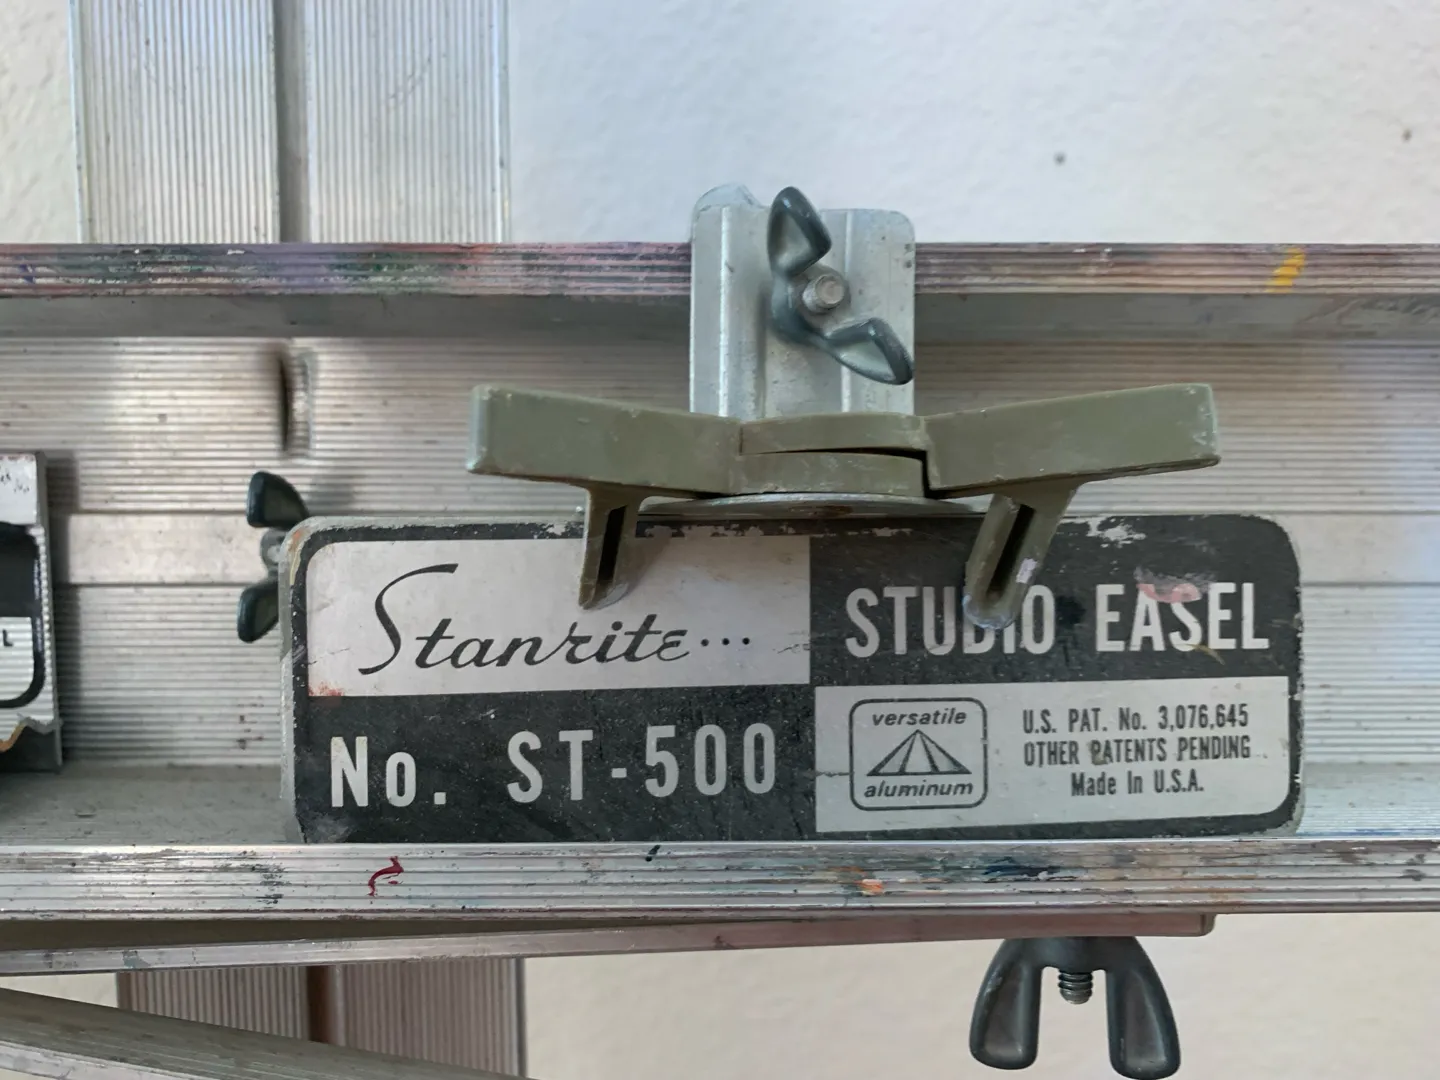 Stanrite...
STUDIO EASEL
No. ST-500
versatile
aluminum
U.S. PAT. No. 3,076,645
OTHER PATENTS PENDING
Made In U.S.A.